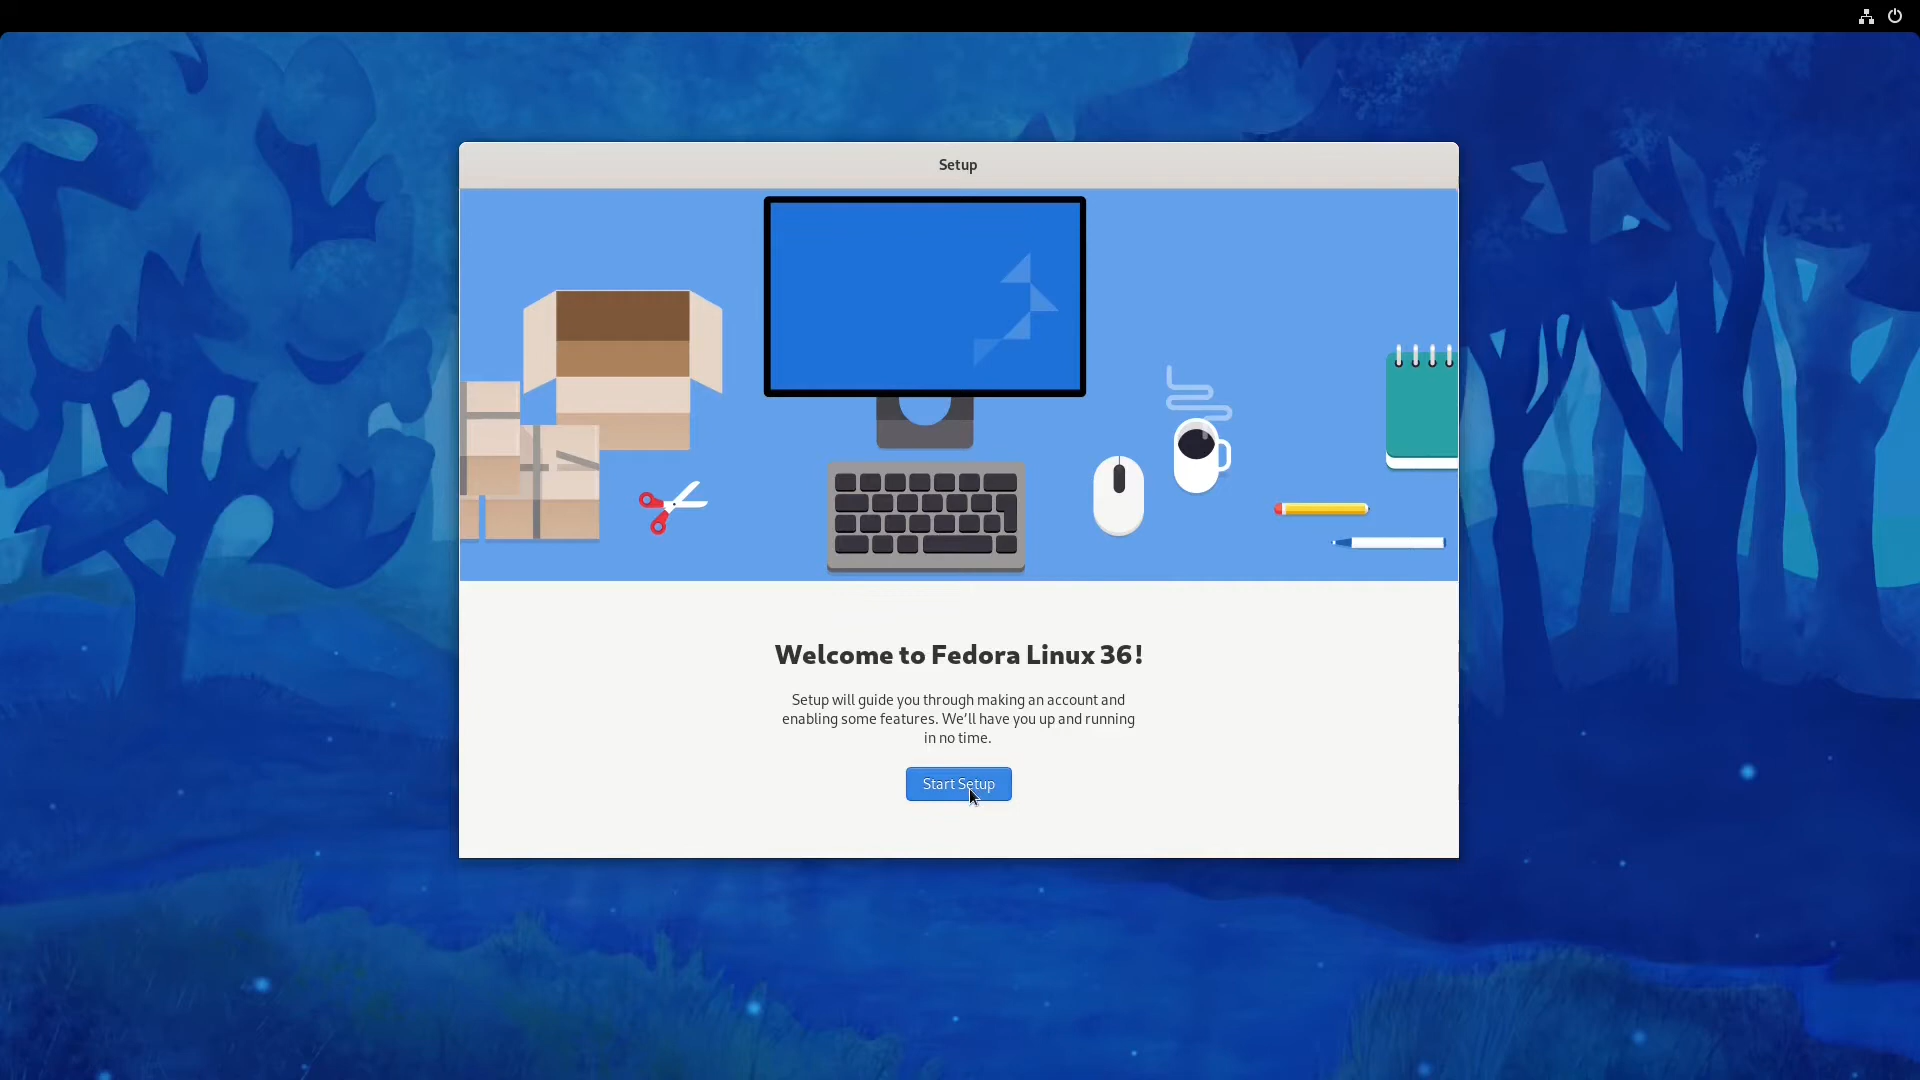 Setup
Welcome to Fedora Linux 36!
Setup will guide you through making an account and
enabling some features. We’ll have you up and running
in no time.
Start Setup